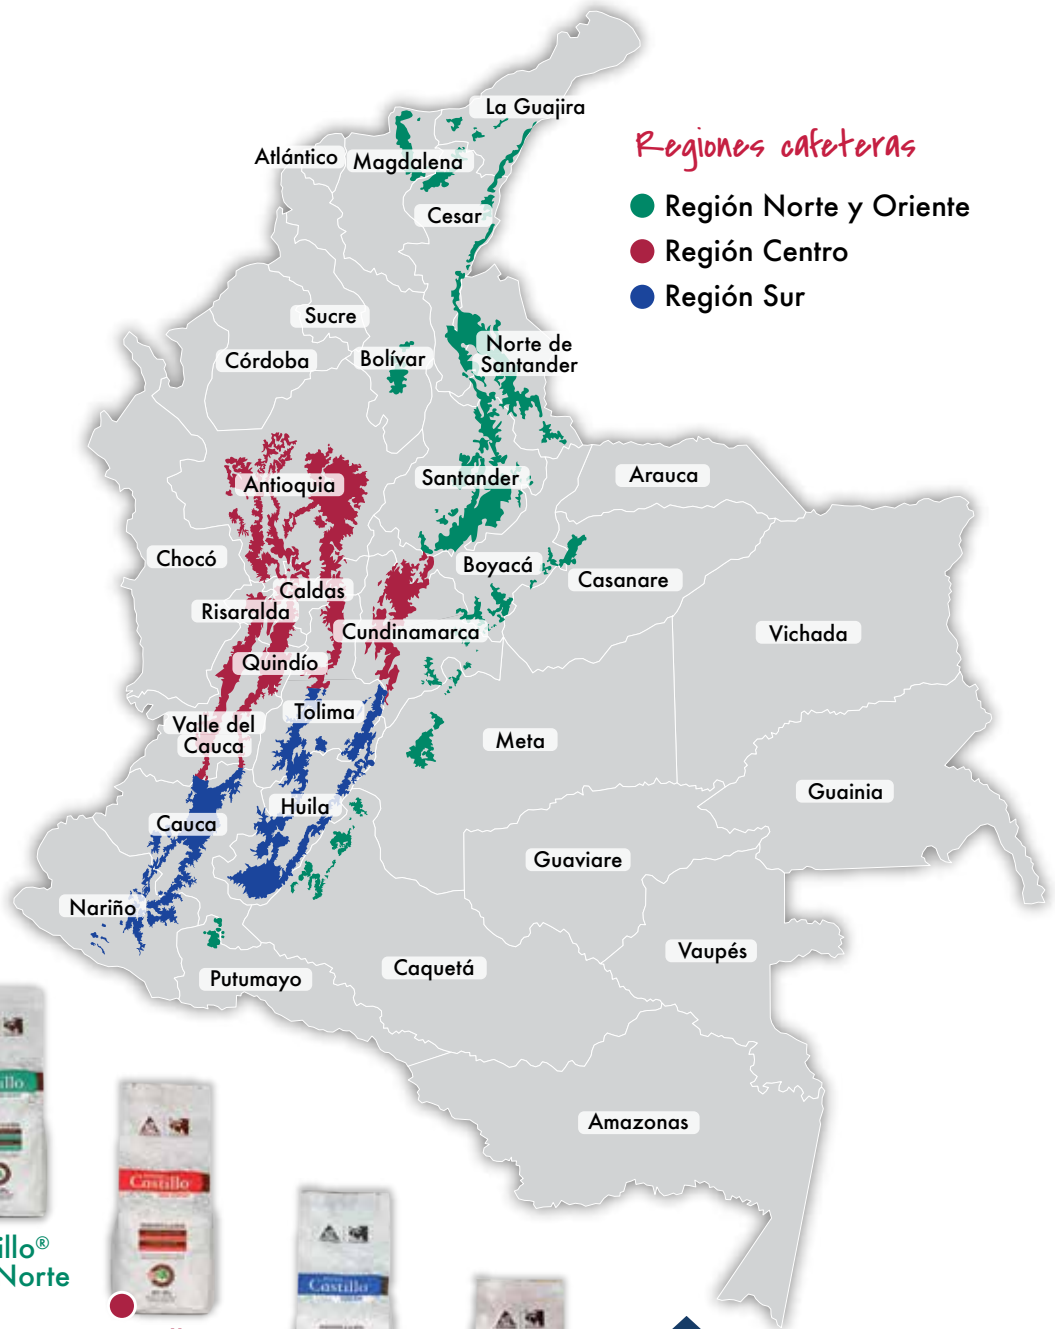 La Guajira
Regiones cafeteras
Atlántico
Magdalena
Región Norte y Oriente
Cesar
Región Centro
Región Sur
Sucre
Norte de
Santander
Córdoba
Bolívar
Antioquia
Santander
Arauca
Chocó
Boyacá
Casanare
Caldas
Risaralda
Cundinamarca
Vichada
Quindío
Tolima
Valle del
Cauca
Meta
Guainia
Huila
Cauca
Guaviare
Nariño
Vaupés
Caquetá
Putumayo
illo
Amazonas
Castillo
illo®
Norte
Castillo